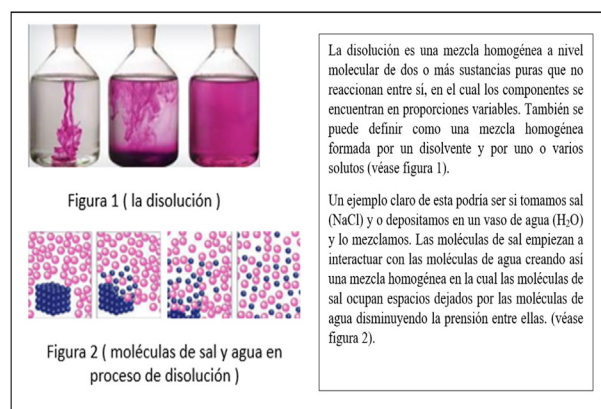 Figura 1 ( la disolución )
Figura 2 ( moléculas de sal y agua en
proceso de disolución )
La disolución es una mezcla homogénea a nivel
molecular de dos o más sustancias puras que no
reaccionan entre sí, en el cual los componentes se
encuentran en proporciones variables. También se
puede definir como una mezcla homogénea
formada por un disolvente y por uno o varios
solutos (véase figura 1).
Un ejemplo claro de esta podría ser si tomamos sal
(NaCl) y o depositamos en un vaso de agua (H₂O)
y lo mezclamos. Las moléculas de sal empiezan a
interactuar con las moléculas de agua creando asi
una mezcla homogénea en la cual las moléculas de
sal ocupan espacios dejados por las moléculas de
agua disminuyendo la prensión entre ellas. (véase
figura 2).